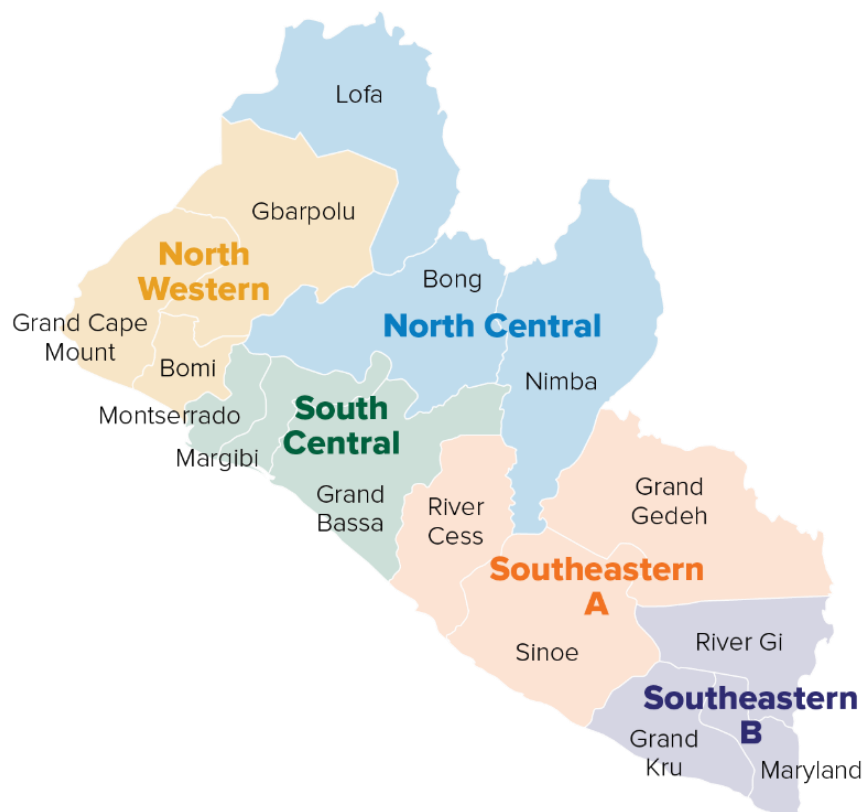 Lofa
Gbarpolu
North
Western
Bong
North Central
Grand Cape
Mount
Bomi
Nimba
Montserrado
South
Central
Margibi
Grand
Bassa
River
Cess
Grand
Gedeh
Southeastern
A
Sinoe
River Gi
Southeastern
B
Grand
Kru
Maryland